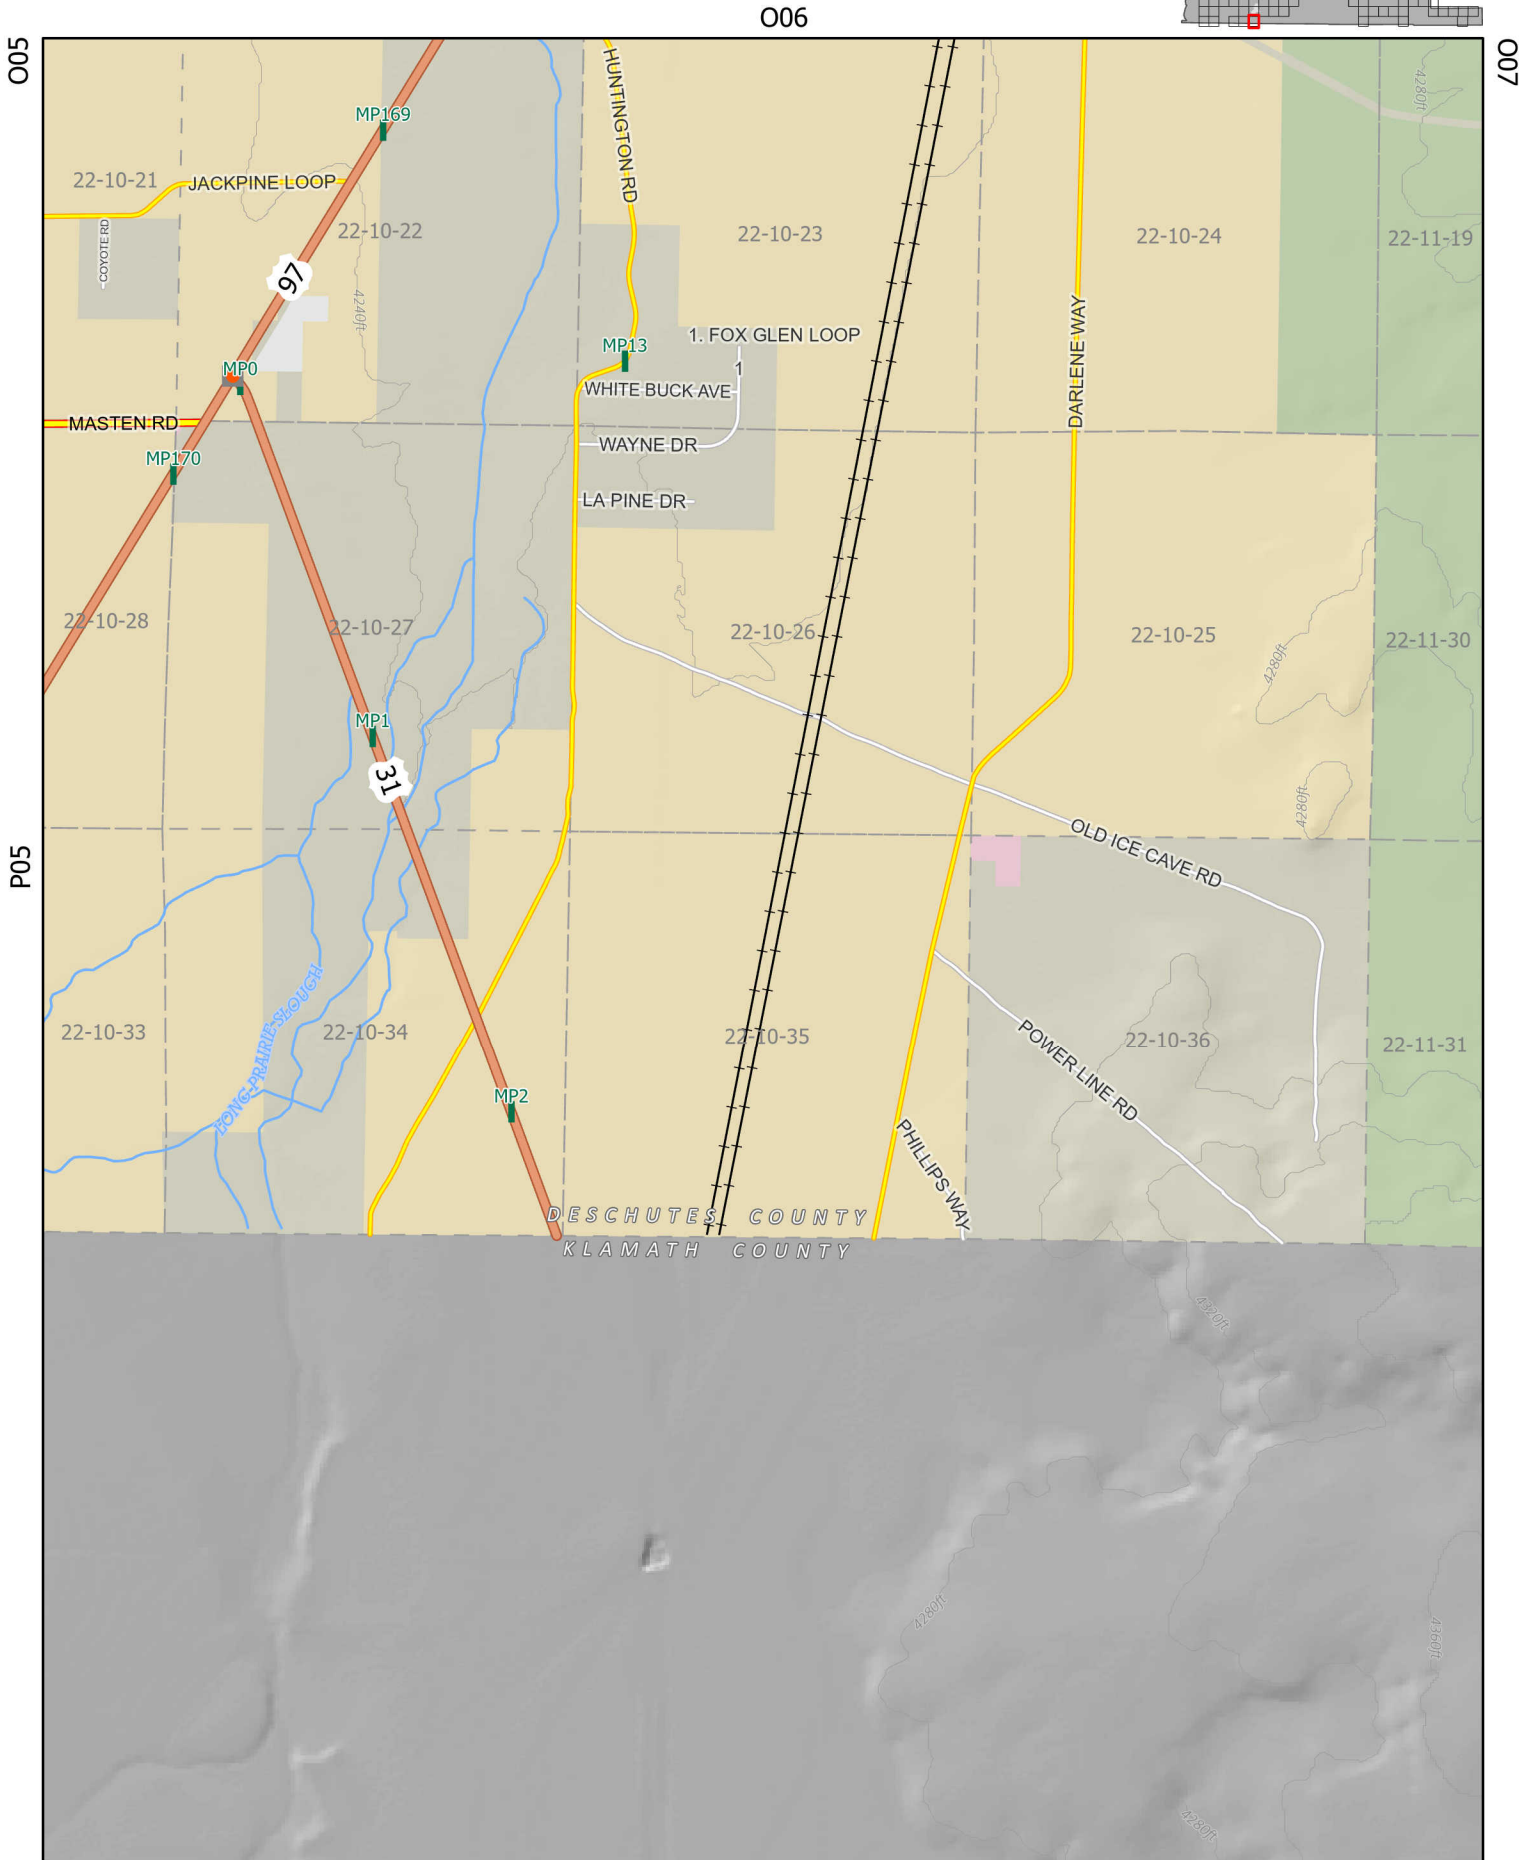 O06
O05
O07
HUNTINGTON RD
4280ft
MP169
22-10-21
JACKPINE LOOP
COYOTE RD
22-10-22
22-10-23
22-10-24
22-11-19
97
4240ft
DARLENE WAY
1. FOX GLEN LOOP
MP13
1
MP0
WHITE BUCK AVE
MASTEN RD
WAYNE DR
MP170
LA PINE DR
22-10-28
22-10-27
22-10-26
22-10-25
22-11-30
4280ft
MP1
31
4280ft
P05
OLD ICE CAVE RD
LONG PRAIRIE SLOUGH
22-10-33
22-10-34
22-10-35
22-10-36
22-11-31
POWER LINE RD
MP2
PHILLIPS WAY
DESCHUTES COUNTY
KLAMATH COUNTY
4320ft
4280ft
4360ft
4280ft